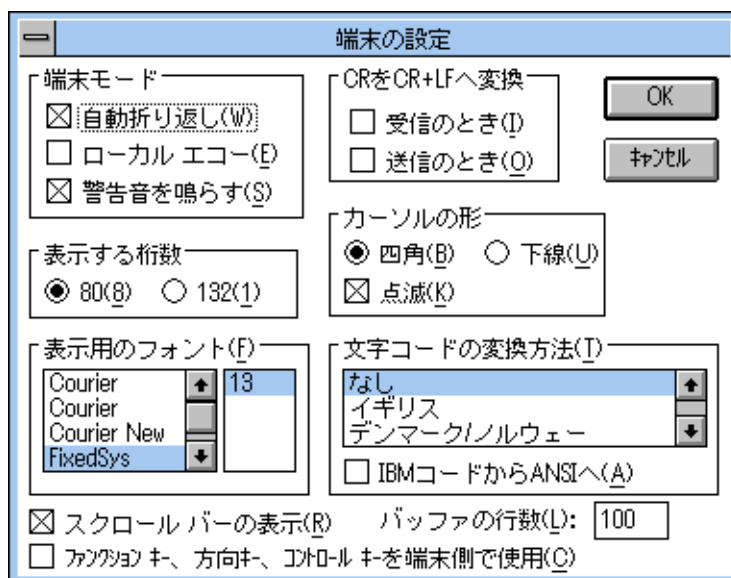 端末の設定
端末モード
自動折り返し(W)
ローカル エコー(E)
警告音を鳴らす(S)
CRをCR+LFへ変換
受信のとき(I)
送信のとき(O)
OK
ｷｬﾝｾﾙ
表示する桁数
80(8) 132(1)
カーソルの形
四角(B) 下線(U)
点滅(K)
表示用のフォント(F)
Courier
Courier
Courier New
FixedSys
13
文字コードの変換方法(T)
なし
イギリス
デンマーク/ノルウェー
IBMコードからANSIへ(A)
スクロール バーの表示(R)
バッファの行数(L): 100
ﾌｧﾝｸｼｮﾝ ｷｰ、方向ｷｰ、ｺﾝﾄﾛｰﾙ ｷｰを端末側で使用(C)